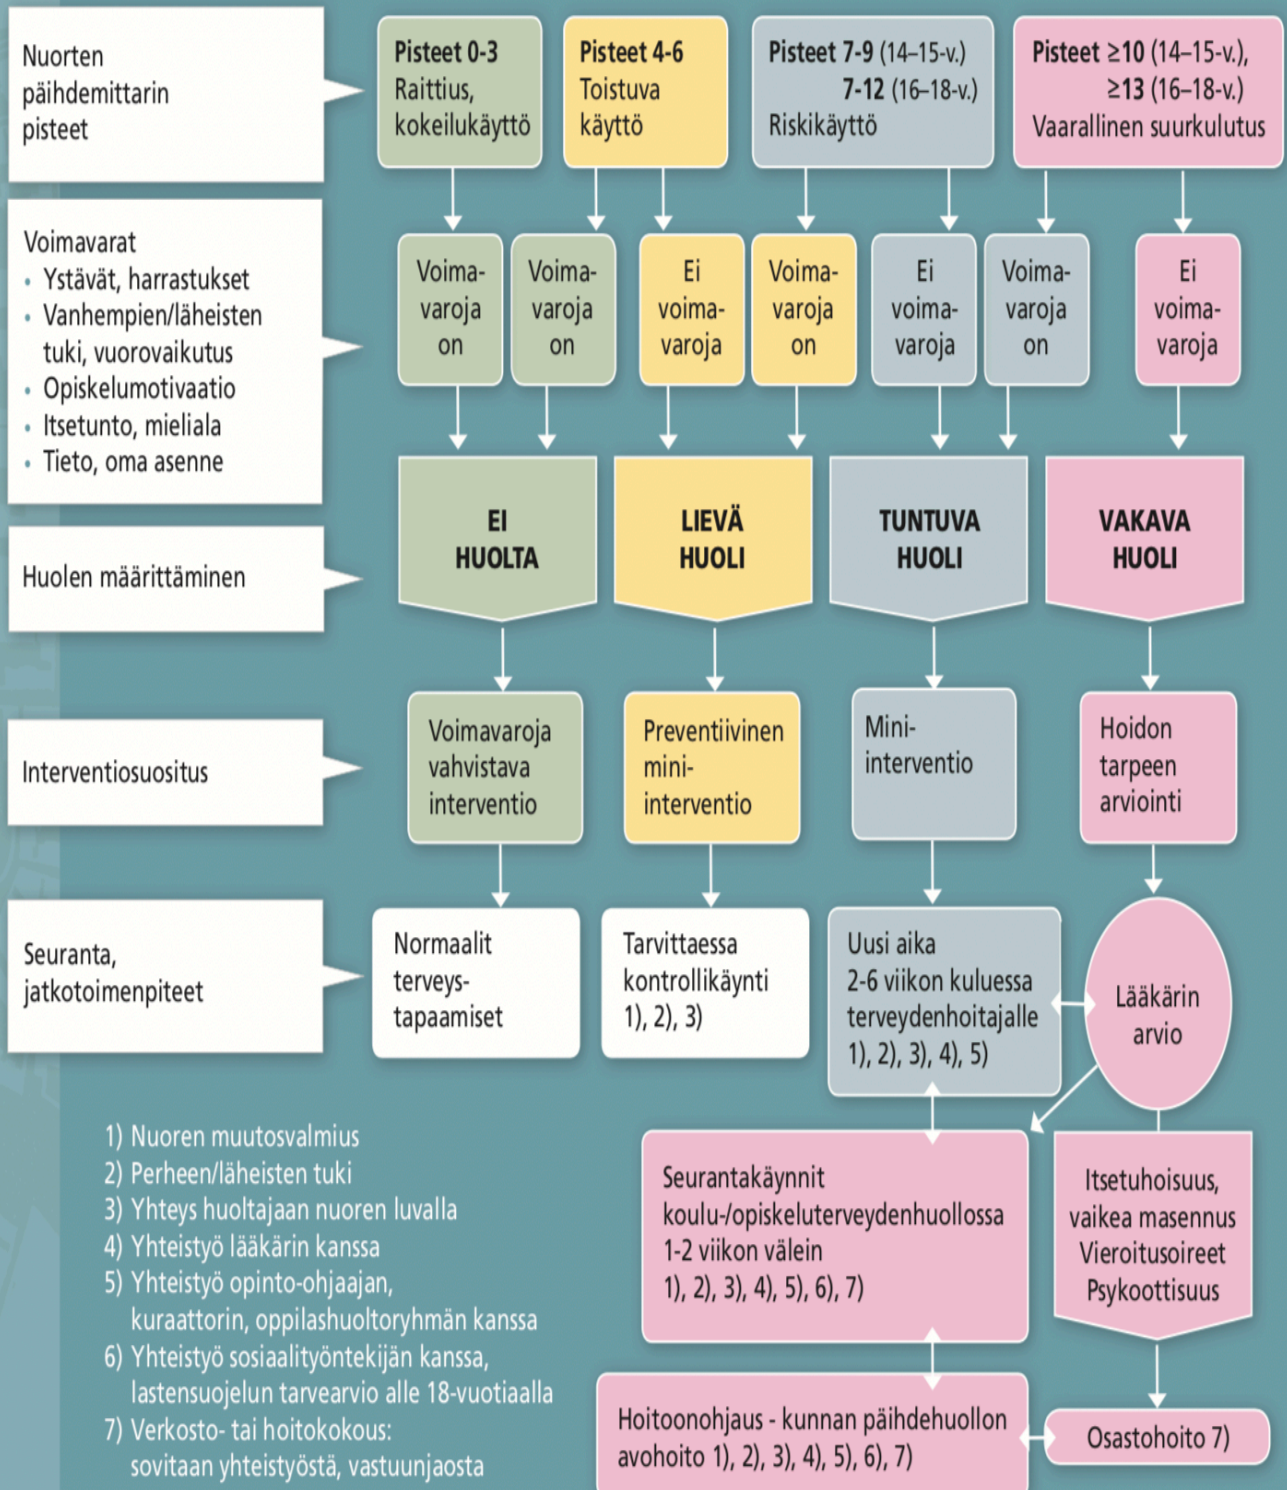 Nuorten
päihdemittarin
pisteet
Pisteet 0-3
Raittius,
kokeilukäyttö
Pisteet 4-6
Toistuva
käyttö
Pisteet 7-9 (14–15-v.)
7-12 (16–18-v.)
Riskikäyttö
Pisteet ≥10 (14–15-v.),
≥13 (16–18-v.)
Vaarallinen suurkulutus
Voimavarat
• Ystävät, harrastukset
• Vanhempien/läheisten
tuki, vuorovaikutus
• Opiskelumotivaatio
• Itsetunto, mieliala
• Tieto, oma asenne
Voima-
varoja
on
Voima-
varoja
on
Ei
voima-
varoja
Voima-
varoja
on
Ei
voima-
varoja
Voima-
varoja
on
Ei
voima-
varoja
Huolen määrittäminen
EI
HUOLTA
LIEVÄ
HUOLI
TUNTUVA
HUOLI
VAKAVA
HUOLI
Interventiosuositus
Voimavaroja
vahvistava
interventio
Preventiivinen
mini-
interventio
Mini-
interventio
Hoidon
tarpeen
arviointi
Seuranta,
jatkotoimenpiteet
Normaalit
terveys-
tapaamiset
Tarvittaessa
kontrollikäynti
1), 2), 3)
Uusi aika
2-6 viikon kuluessa
terveydenhoitajalle
1), 2), 3), 4), 5)
Lääkärin
arvio
1) Nuoren muutosvalmius
2) Perheen/läheisten tuki
3) Yhteys huoltajaan nuoren luvalla
4) Yhteistyö lääkärin kanssa
5) Yhteistyö opinto-ohjaajan,
kuraattorin, oppilashuoltoryhmän kanssa
6) Yhteistyö sosiaalityöntekijän kanssa,
lastensuojelun tarvearvio alle 18-vuotiaalla
7) Verkosto- tai hoitokokous:
sovitaan yhteistyöstä, vastuunjaosta
Seurantakäynnit
koulu-/opiskeluterveydenhuollossa
1-2 viikon välein
1), 2), 3), 4), 5), 6), 7)
Itsetuhoisuus,
vaikea masennus
Vieroitusoireet
Psykoottisuus
Hoitoonohjaus - kunnan päihdehuollon
avohoito 1), 2), 3), 4), 5), 6), 7)
Osastohoito 7)